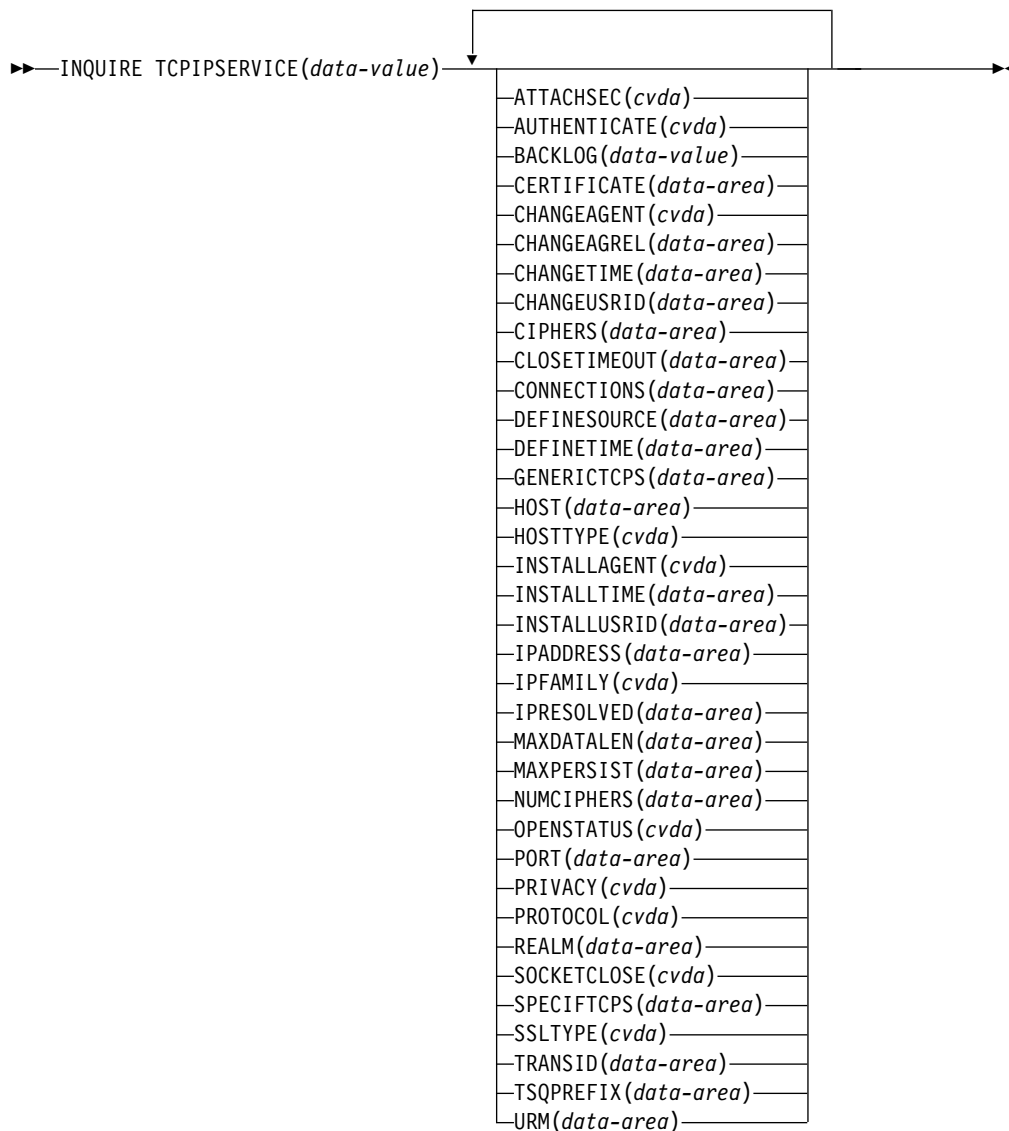 INQUIRE TCPIPSERVICE(data-value)
ATTACHSEC(cvda)
AUTHENTICATE(cvda)
BACKLOG(data-value)
CERTIFICATE(data-area)
CHANGEAGENT(cvda)
CHANGEAGREL(data-area)
CHANGETIME(data-area)
CHANGEUSRID(data-area)
CIPHERS(data-area)
CLOSETIMEOUT(data-area)
CONNECTIONS(data-area)
DEFINESOURCE(data-area)
DEFINETIME(data-area)
GENERICTCPS(data-area)
HOST(data-area)
HOSTTYPE(cvda)
INSTALLAGENT(cvda)
INSTALLTIME(data-area)
INSTALLUSRID(data-area)
IPADDRESS(data-area)
IPFAMILY(cvda)
IPRESOLVED(data-area)
MAXDATALEN(data-area)
MAXPERSIST(data-area)
NUMCIPHERS(data-area)
OPENSTATUS(cvda)
PORT(data-area)
PRIVACY(cvda)
PROTOCOL(cvda)
REALM(data-area)
SOCKETCLOSE(cvda)
SPECIFTCPS(data-area)
SSLTYPE(cvda)
TRANSID(data-area)
TSQPREFIX(data-area)
URM(data-area)